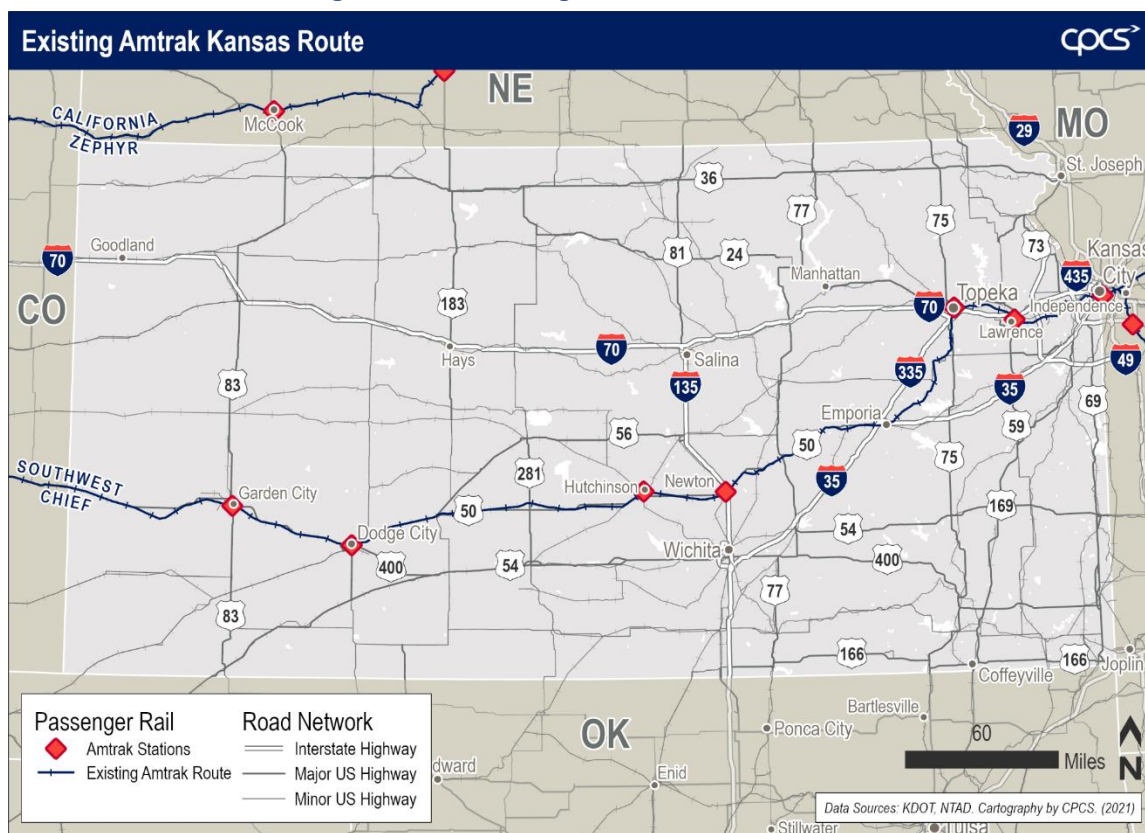 Existing Amtrak Kansas Route
cpcs
NE
MO
CALIFORNIA
ZEPHYR
McCook
29
St. Joseph
36
77
75
73
Kansas
City
435
Goodland
70
81
24
Manhattan
Topeka
Independence
CO
183
70
Lawrence
Hays
70
Salina
49
83
135
335
35
69
Emporia
59
56
50
SOUTHWEST
CHIEF
281
Hutchinson
Newton
35
75
Garden City
50
169
Dodge City
54
Wichita
400
54
400
77
83
166
166
Joplin
Coffeyville
Passenger Rail
Amtrak Stations
Existing Amtrak Route
Road Network
Interstate Highway
Major US Highway
Minor US Highway
OK
Bartlesville
Ponca City
60
Miles
N
dward
Enid
Data Sources: KDOT, NTAD. Cartography by CPCS. (2021)
Stillwater
Tulsa